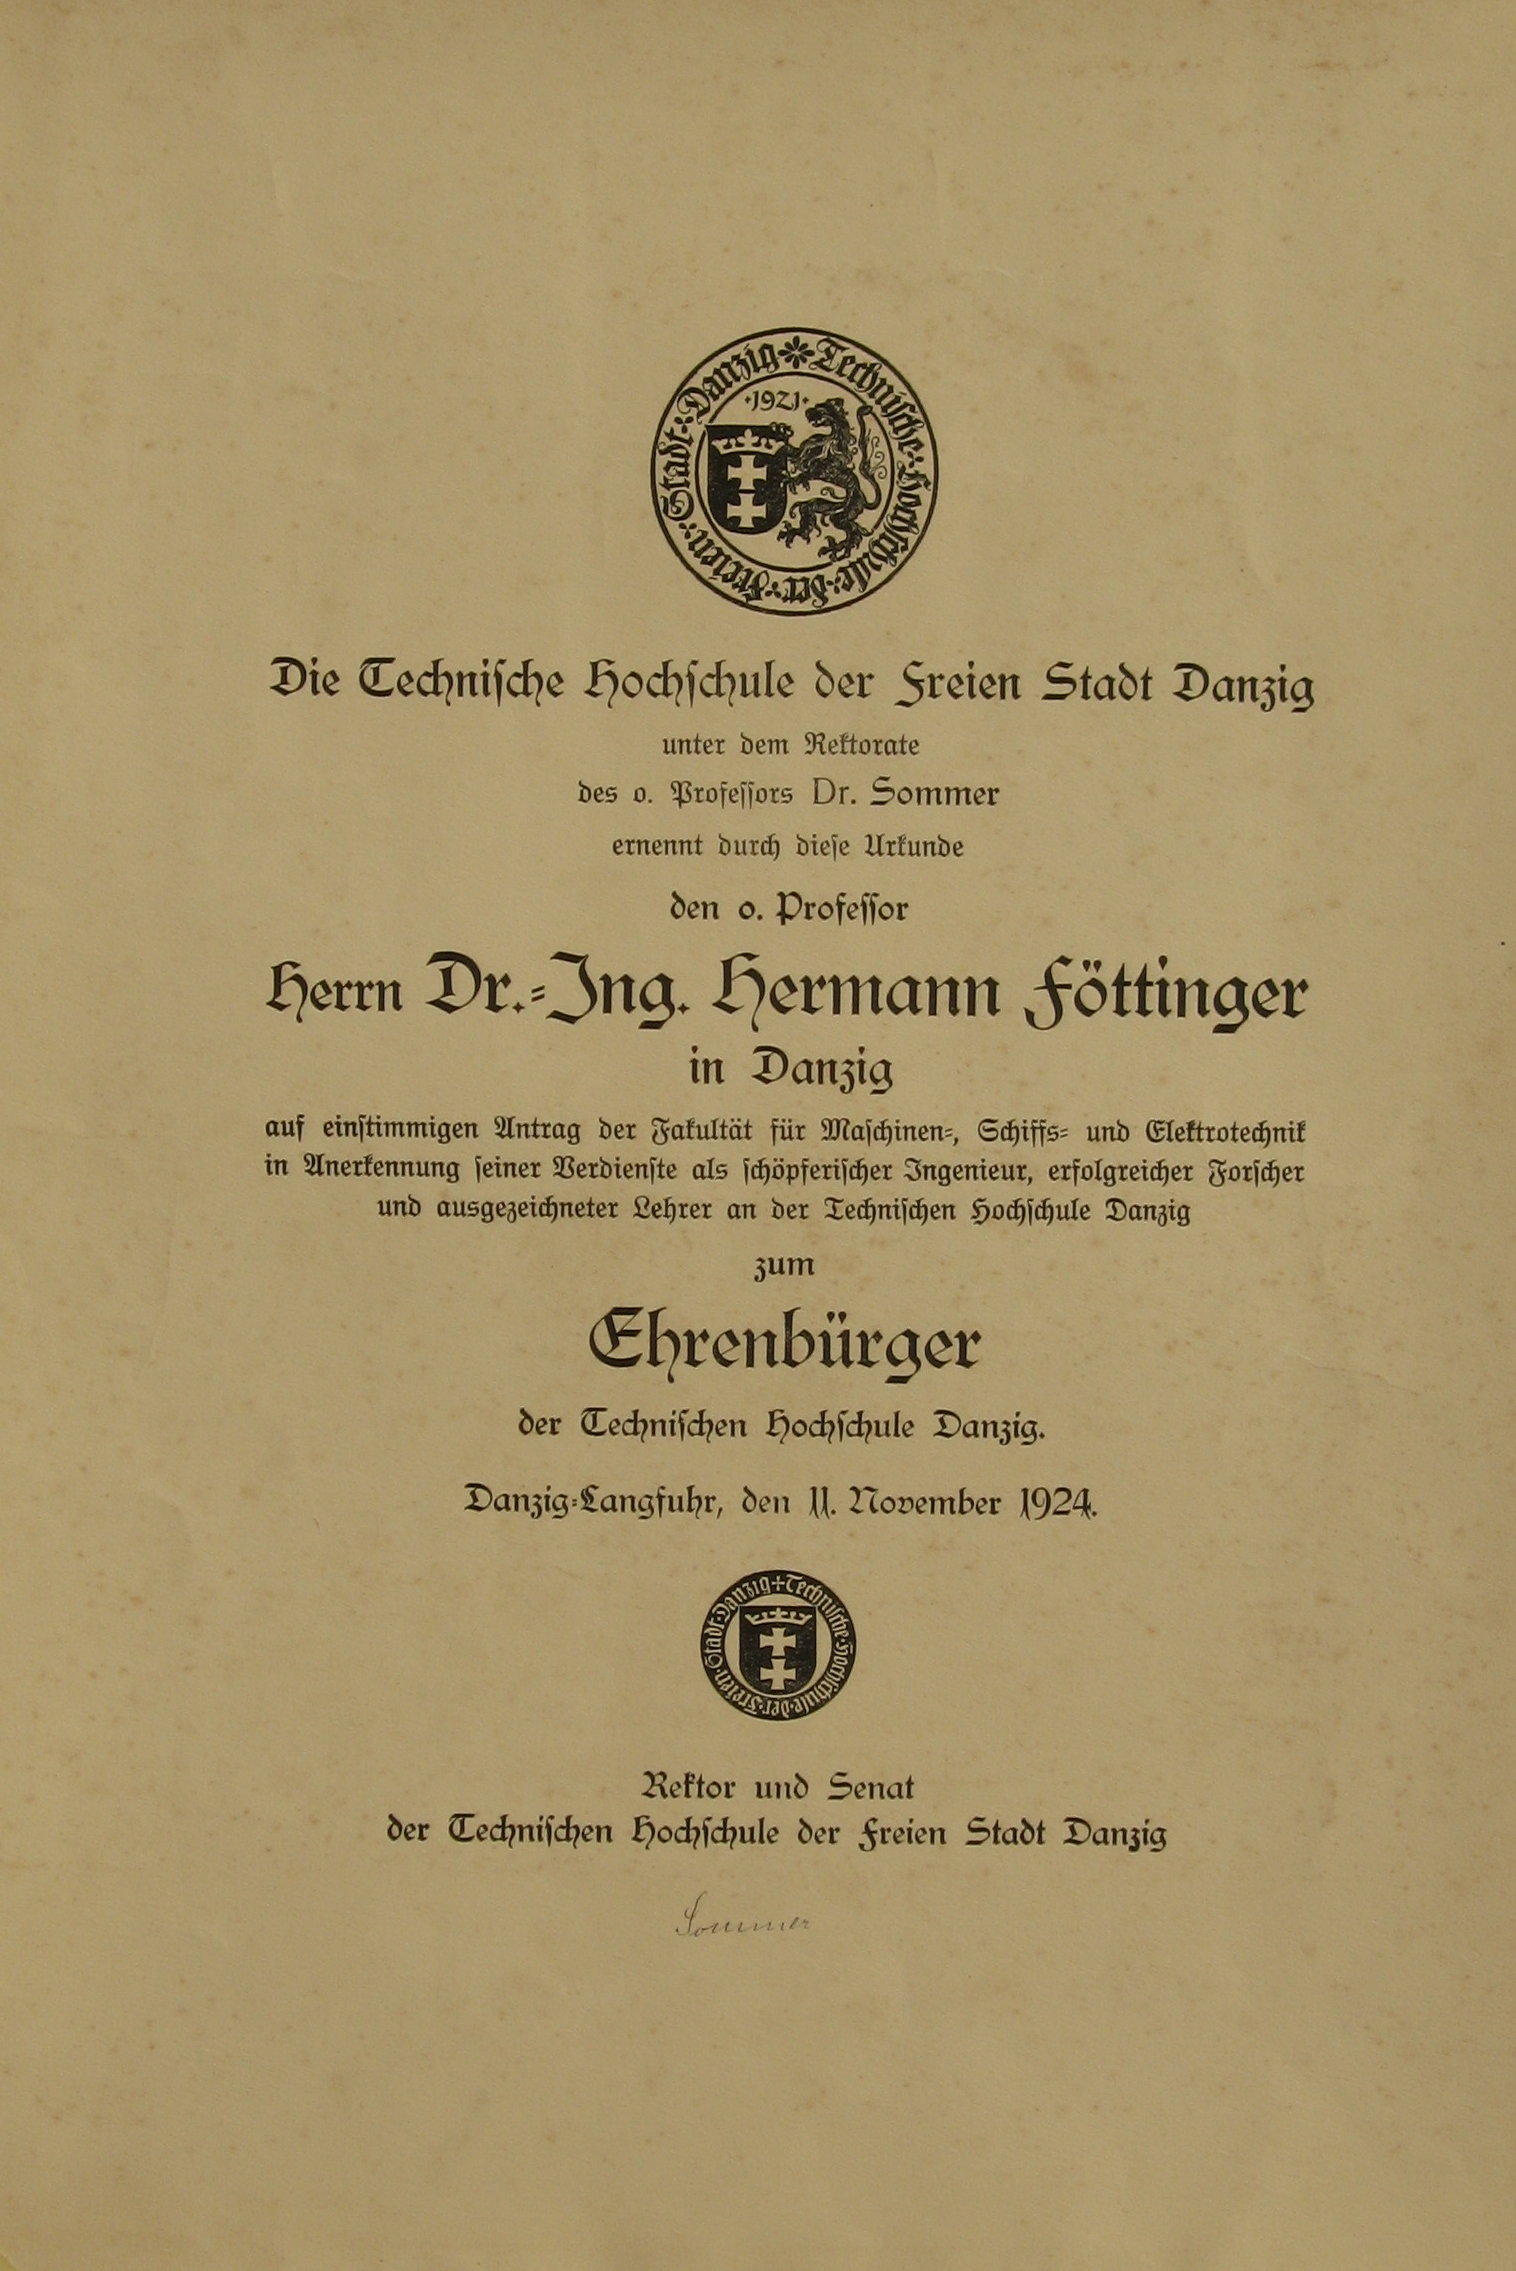 Technische · Hochschule · der · Freien · Stadt · Danzig
·1921·
Die Techniſche Hochſchule der Freien Stadt Danzig
unter dem Rektorate
des o. Profeſſors Dr. Sommer
ernennt durch dieſe Urkunde
den o. Profeſſor
Herrn Dr.⸗Ing. Hermann Föttinger
in Danzig
auf einſtimmigen Antrag der Fakultät für Maſchinen⸗, Schiffs⸗ und Elektrotechnik
in Anerkennung ſeiner Verdienſte als ſchöpferiſcher Ingenieur, erfolgreicher Forſcher
und ausgezeichneter Lehrer an der Techniſchen Hochſchule Danzig
zum
Ehrenbürger
der Techniſchen Hochſchule Danzig.
Danzig⸗Langfuhr, den 11. November 1924.
Techniſche · Hochſchule · der · Freien · Stadt · Danzig
Rektor und Senat
der Techniſchen Hochſchule der Freien Stadt Danzig
Sommer